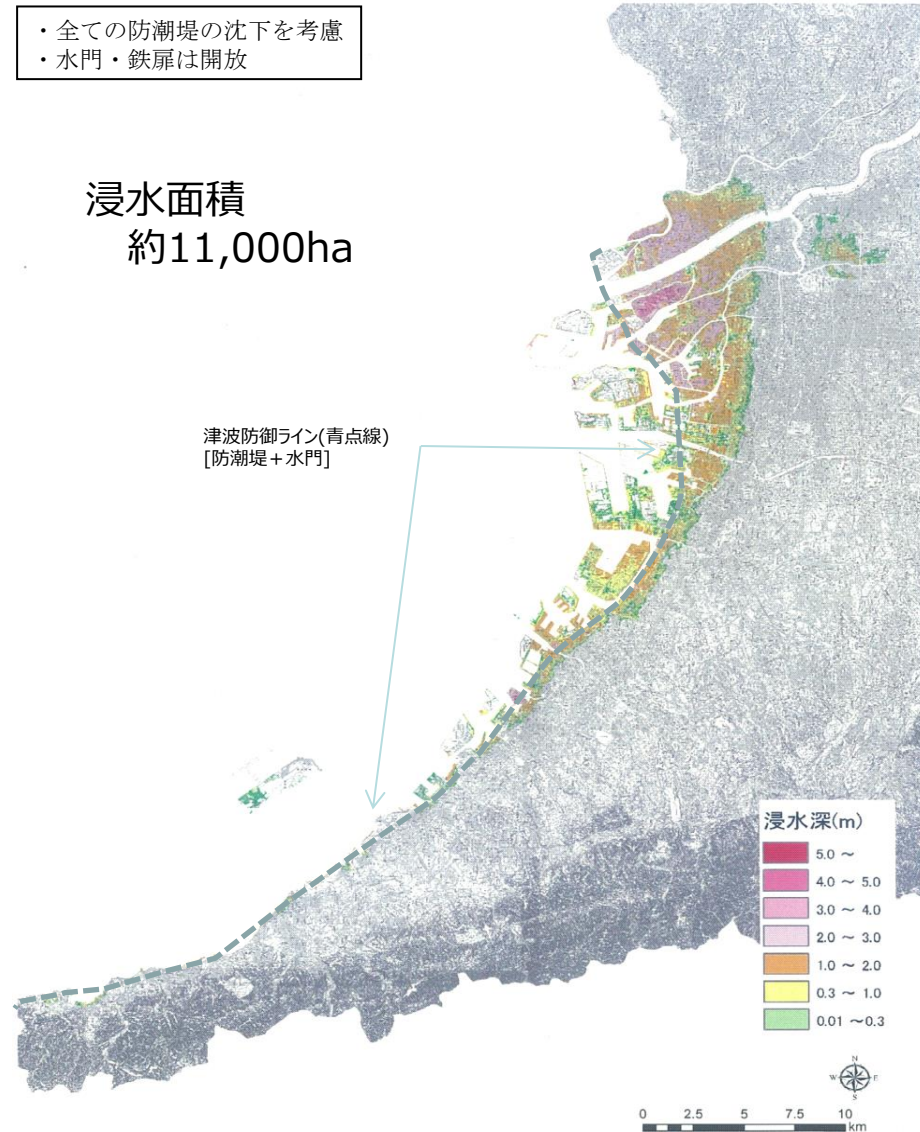 ・全ての防潮堤の沈下を考慮
・水門・鉄扉は開放
浸水面積
約11,000ha
津波防御ライン(青点線)
[防潮堤＋水門]
浸水深(m)
5.0 ～
4.0 ～ 5.0
3.0 ～ 4.0
2.0 ～ 3.0
1.0 ～ 2.0
0.3 ～ 1.0
0.01 ～0.3
N
W E
S
0 2.5 5 7.5 10
km